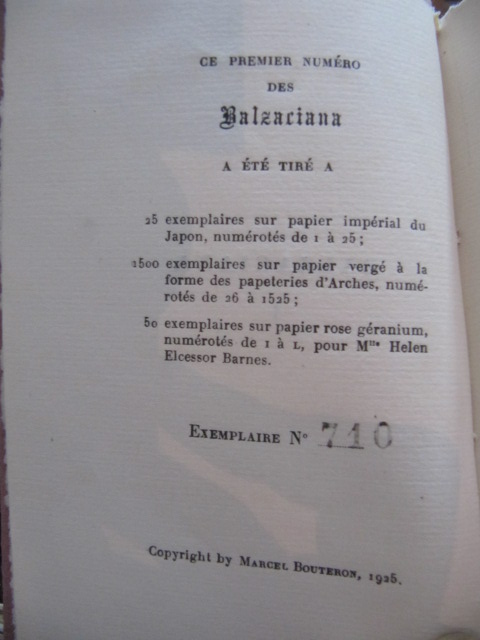 CE PREMIER NUMÉRO
DES
Balzaciana
A ÉTÉ TIRÉ A
25 exemplaires sur papier impérial du
Japon, numérotés de 1 à 25 ;
1500 exemplaires sur papier vergé à la
forme des papeteries d'Arches, numé-
rotés de 26 à 1525 ;
50 exemplaires sur papier rose géranium,
numérotés de I à L, pour Mlle Helen
Elcessor Barnes.
EXEMPLAIRE N° 710
Copyright by MARCEL BOUTERON, 1925.